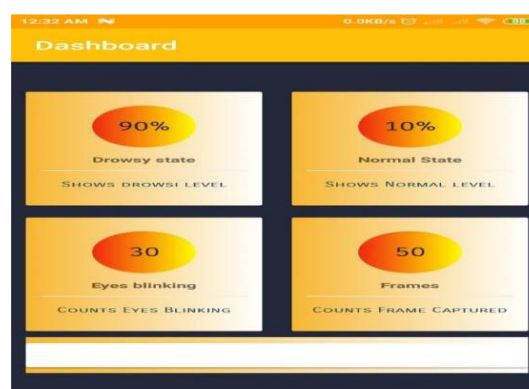 12:32 AM 0.0KB/s
Dashboard
90%
Drowsy state
SHOWS DROWSI LEVEL
10%
Normal State
SHOWS NORMAL LEVEL
30
Eyes blinking
COUNTS EYES BLINKING
50
Frames
COUNTS FRAME CAPTURED